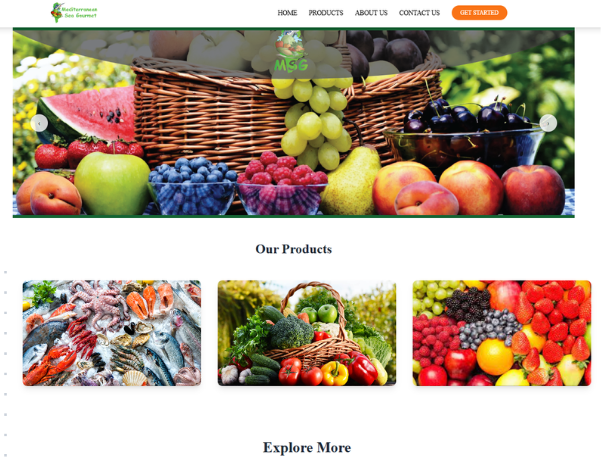 Mediterranean
Sea Gourmet
HOME PRODUCTS ABOUT US CONTACT US GET STARTED
MSG
Our Products
Explore More